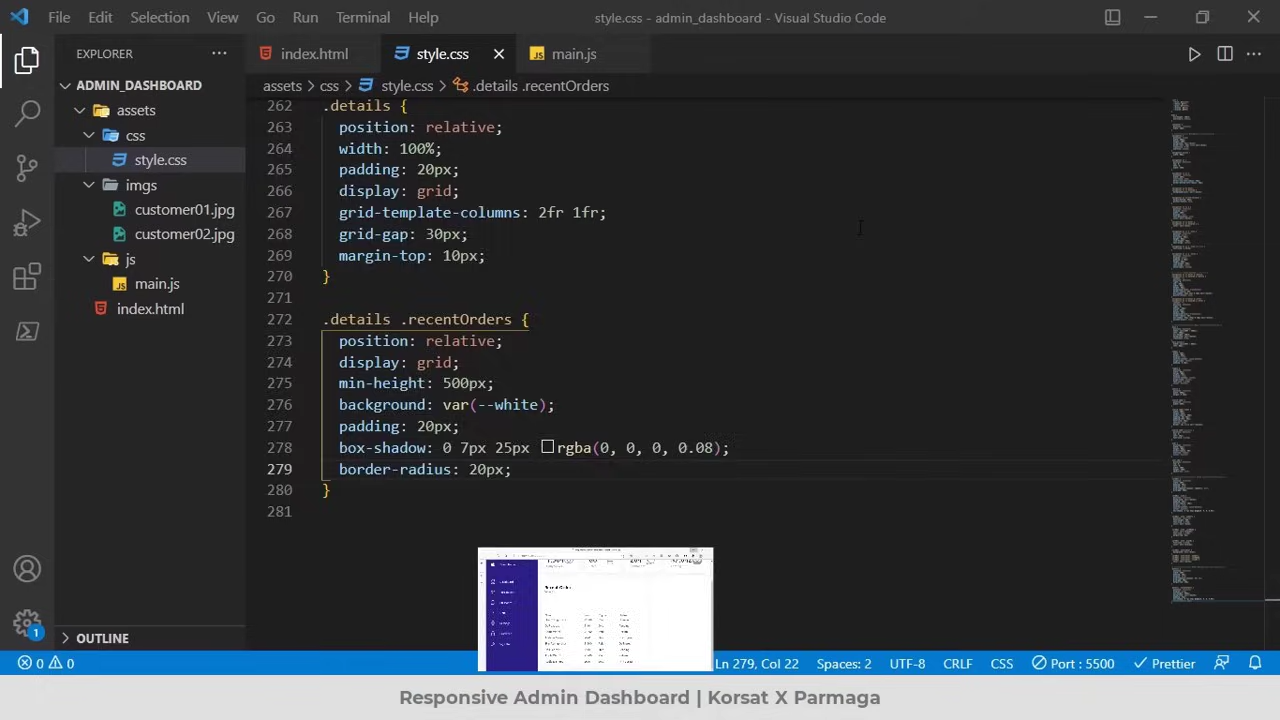 File Edit Selection View Go Run Terminal Help style.css - admin_dashboard - Visual Studio Code
EXPLORER
index.html style.css main.js
ADMIN_DASHBOARD
assets > css > style.css > .details .recentOrders
assets
css
style.css
imgs
customer01.jpg
customer02.jpg
js
main.js
index.html
262 .details {
263 position: relative;
264 width: 100%;
265 padding: 20px;
266 display: grid;
267 grid-template-columns: 2fr 1fr;
268 grid-gap: 30px;
269 margin-top: 10px;
270 }
271
272 .details .recentOrders {
273 position: relative;
274 display: grid;
275 min-height: 500px;
276 background: var(--white);
277 padding: 20px;
278 box-shadow: 0 7px 25px rgba(0, 0, 0, 0.08);
279 border-radius: 20px;
280 }
281
Recent Order
1
OUTLINE
0 0 Ln 279, Col 22 Spaces: 2 UTF-8 CRLF CSS Port : 5500 Prettier
Responsive Admin Dashboard | Korsat X Parmaga